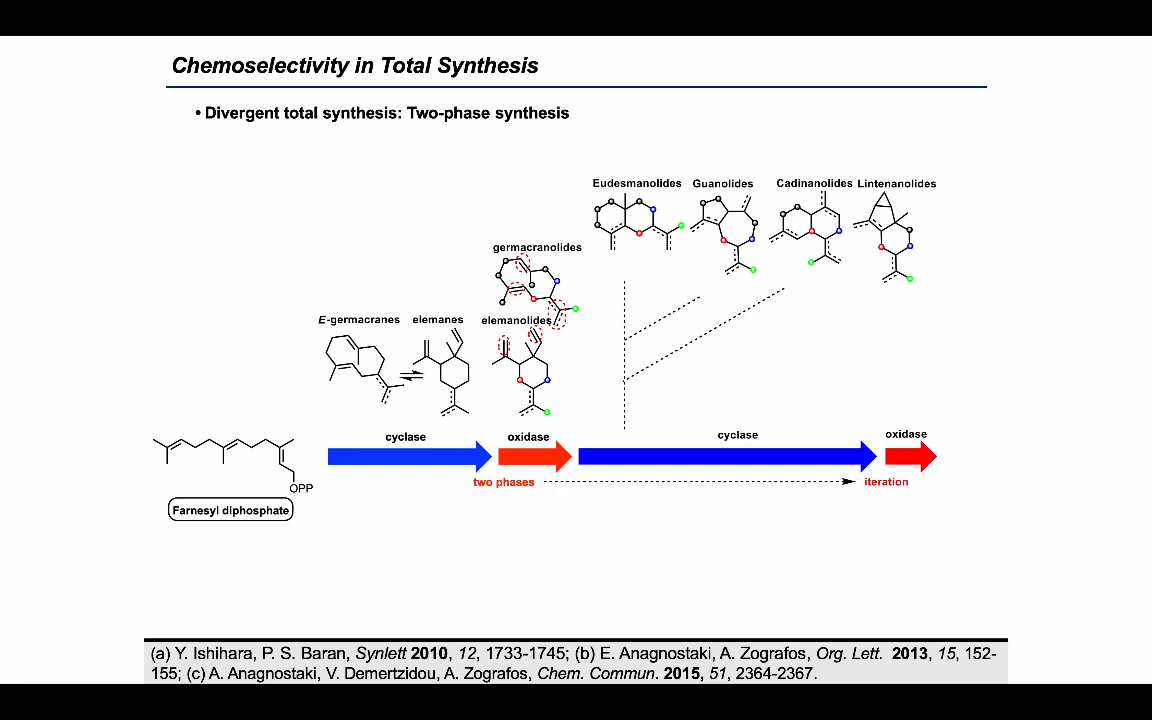 Chemoselectivity in Total Synthesis
• Divergent total synthesis: Two-phase synthesis
Eudesmanolides Guanolides Cadinanolides Lintenanolides
germacranolides
E-germacranes elemanes elemanolides
cyclase oxidase cyclase oxidase
two phases iteration
OPP
Farnesyl diphosphate
(a) Y. Ishihara, P. S. Baran, Synlett 2010, 12, 1733-1745; (b) E. Anagnostaki, A. Zografos, Org. Lett. 2013, 15, 152-
155; (c) A. Anagnostaki, V. Demertzidou, A. Zografos, Chem. Commun. 2015, 51, 2364-2367.